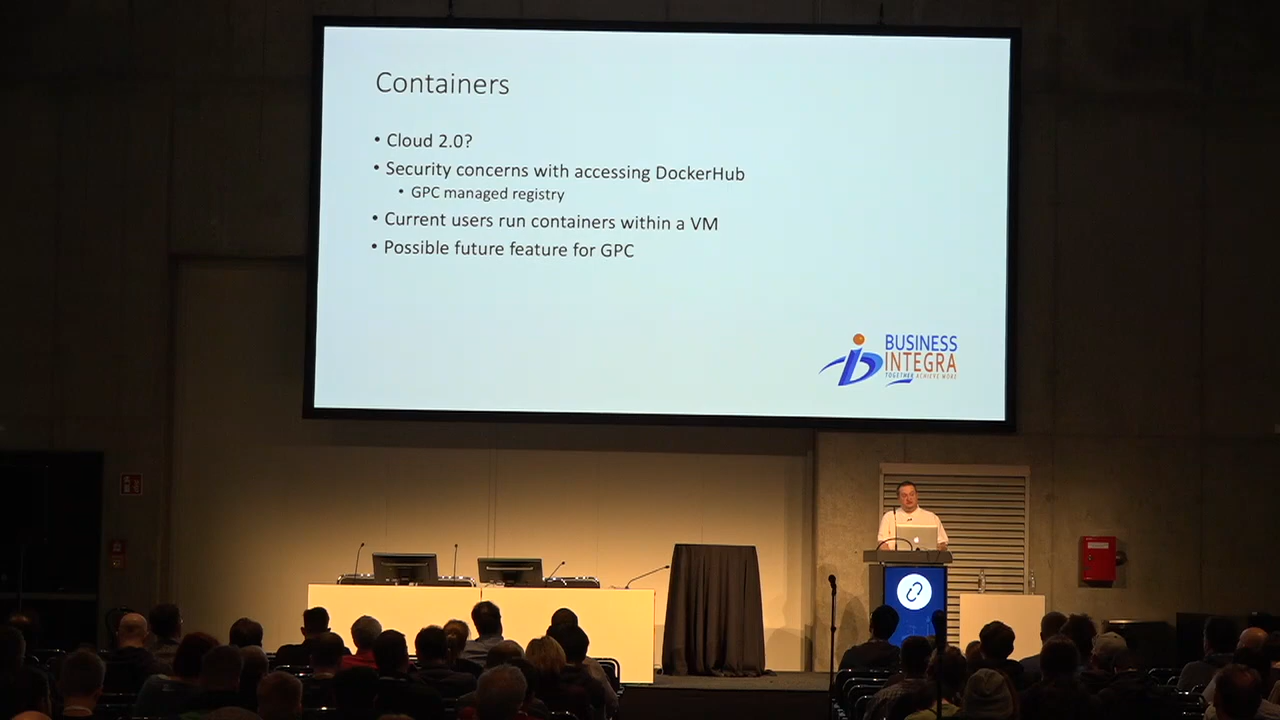 Containers
• Cloud 2.0?
• Security concerns with accessing DockerHub
• GPC managed registry
• Current users run containers within a VM
• Possible future feature for GPC
BUSINESS
INTEGRA
TOGETHER ACHIEVE MORE